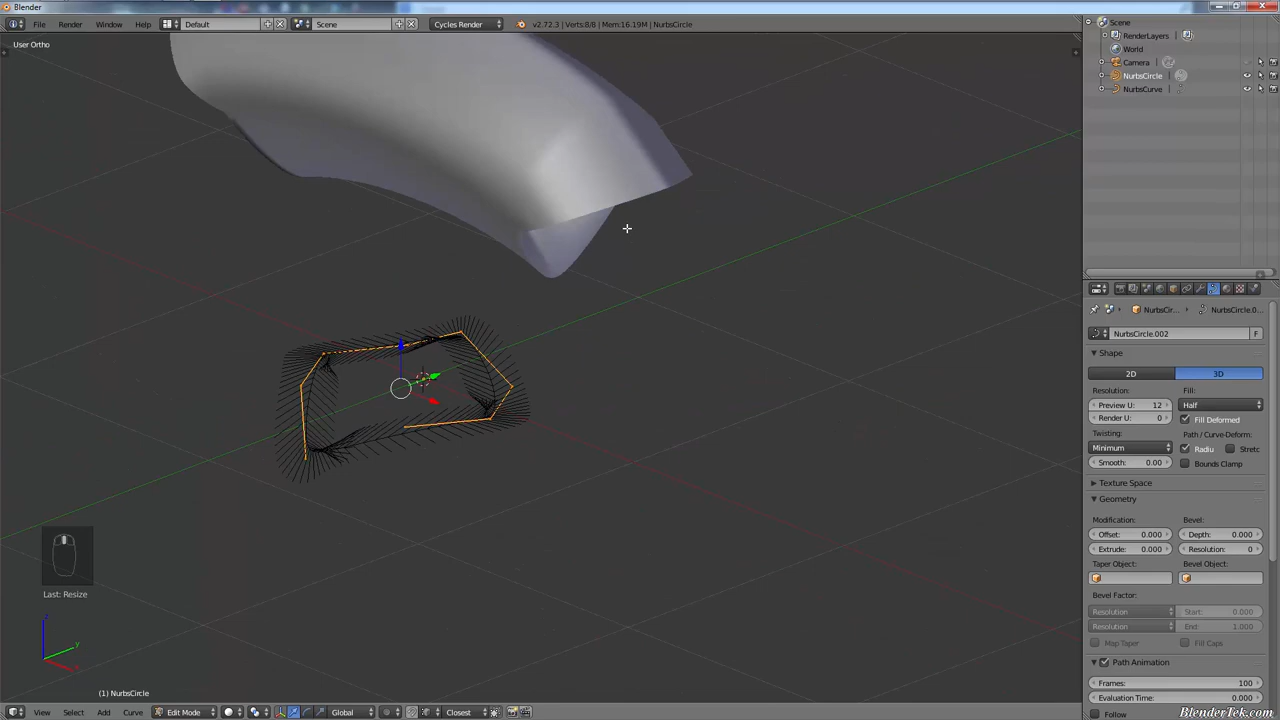 Blender
File Render Window Help Default Scene Cycles Render v2.72.3 | Verts:8/8 | Mem:16.19M | NurbsCircle
User Ortho
Scene
RenderLayers
World
Camera
NurbsCircle
NurbsCurve
NurbsCir... NurbsCircle.0...
NurbsCircle.002 F
Shape
2D 3D
Resolution: Fill:
Preview U: 12 Half
Render U: 0 Fill Deformed
Twisting: Path / Curve-Deform:
Minimum Radiu Stretc
Smooth: 0.00 Bounds Clamp
Texture Space
Geometry
Modification: Bevel:
Offset: 0.000 Depth: 0.000
Extrude: 0.000 Resolution: 0
Taper Object: Bevel Object:
Bevel Factor:
Resolution Start: 0.000
Resolution End: 1.000
Map Taper Fill Caps
Path Animation
Frames: 100
Evaluation Time: 0.000
Follow
Last: Resize
z
y
x
(1) NurbsCircle
View Select Add Curve Edit Mode Global Closest
BlenderTek.com